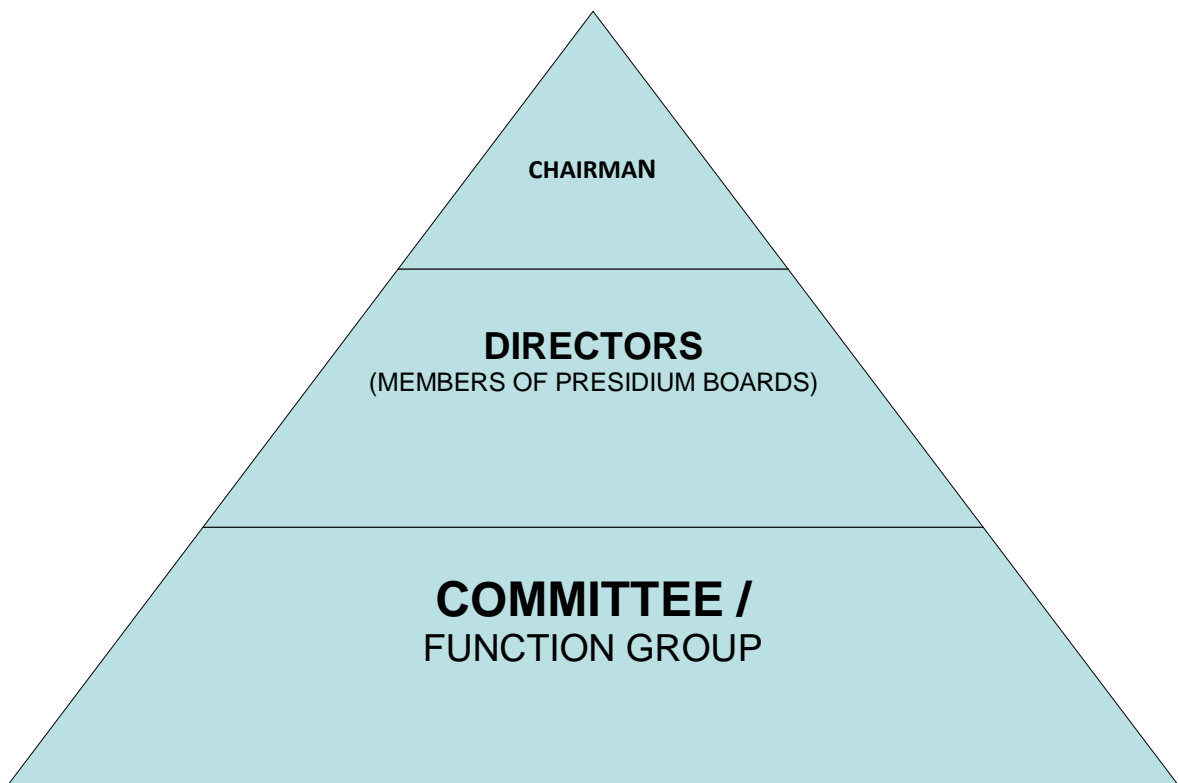 CHAIRMAN
DIRECTORS
(MEMBERS OF PRESIDIUM BOARDS)
COMMITTEE /
FUNCTION GROUP